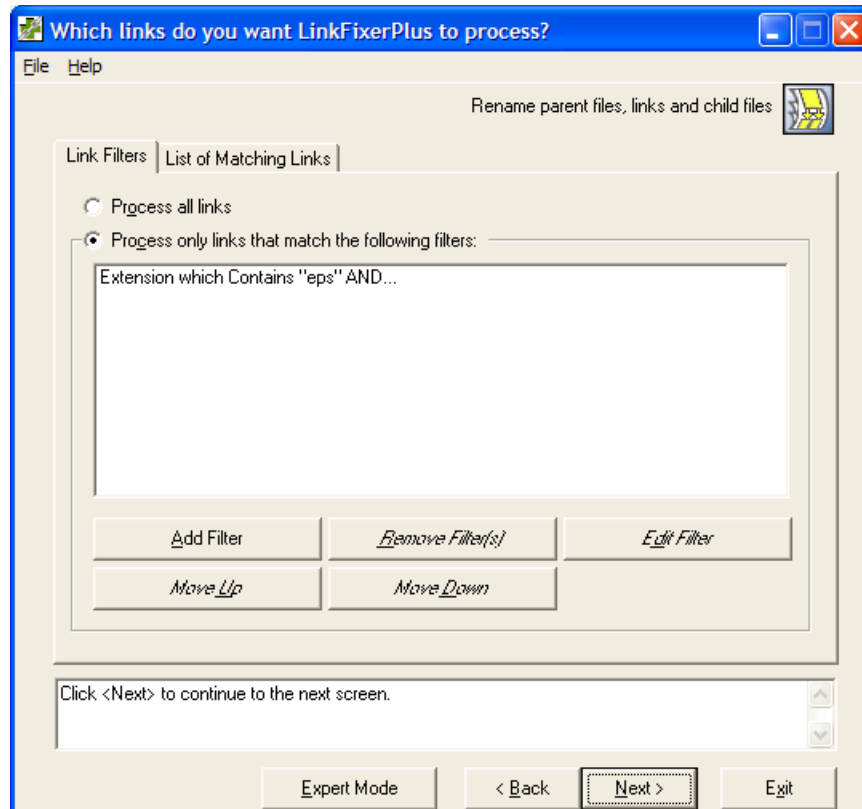 Which links do you want LinkFixerPlus to process?
File Help
Rename parent files, links and child files
Link Filters List of Matching Links
Process all links
Process only links that match the following filters:
Extension which Contains "eps" AND...
Add Filter Remove Filter(s) Edit Filter
Move Up Move Down
Click <Next> to continue to the next screen.
Expert Mode < Back Next > Exit